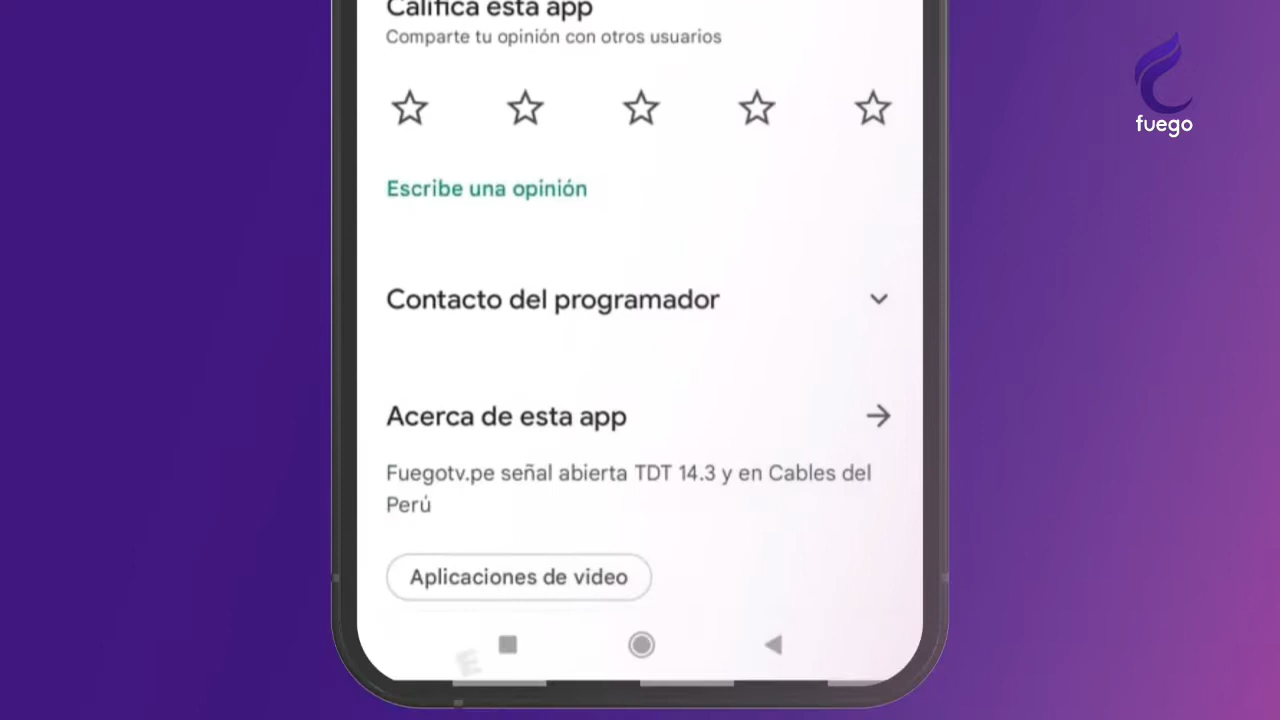 Califica esta app
Comparte tu opinión con otros usuarios
fuego
Escribe una opinión
Contacto del programador
Acerca de esta app
Fuegotv.pe señal abierta TDT 14.3 y en Cables del
Perú
Aplicaciones de video
E